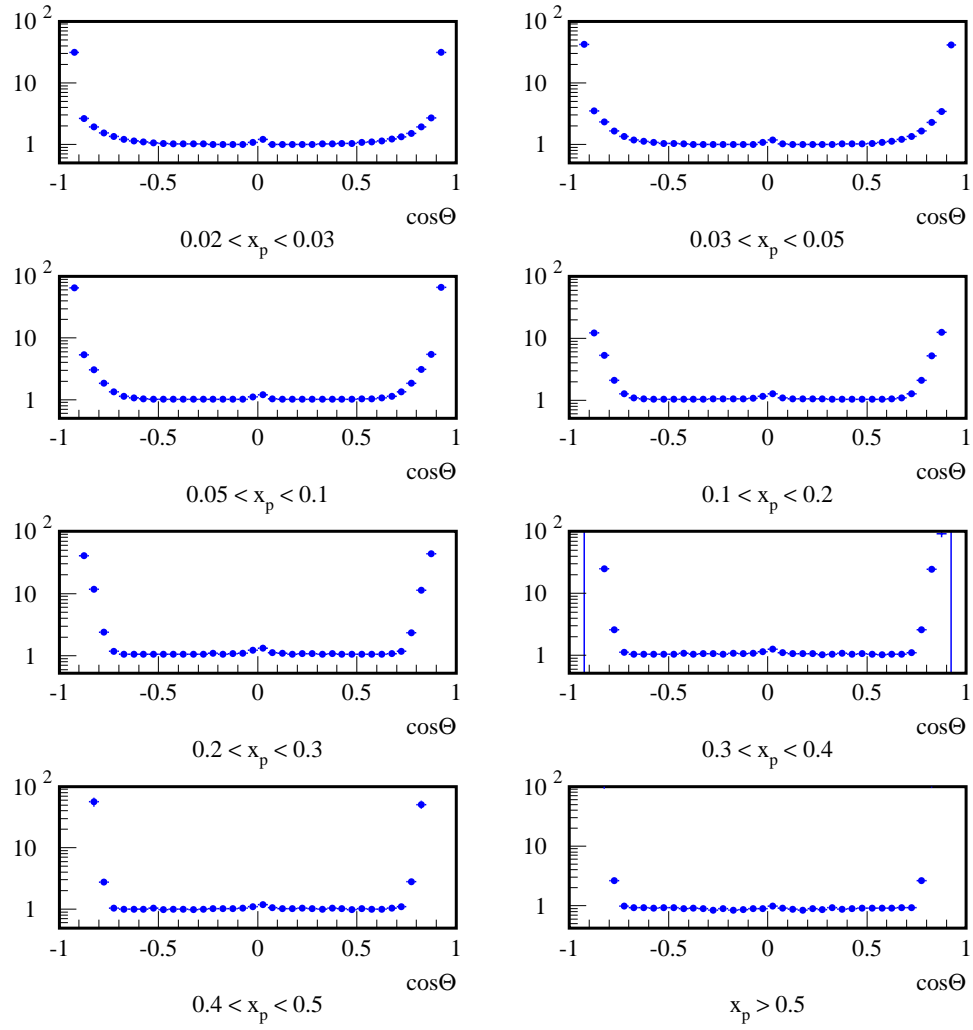 10 2
10
1
-1 -0.5 0 0.5 1
cosΘ
0.02 < x_p < 0.03
10 2
10
1
-1 -0.5 0 0.5 1
cosΘ
0.03 < x_p < 0.05
10 2
10
1
-1 -0.5 0 0.5 1
cosΘ
0.05 < x_p < 0.1
10 2
10
1
-1 -0.5 0 0.5 1
cosΘ
0.1 < x_p < 0.2
10 2
10
1
-1 -0.5 0 0.5 1
cosΘ
0.2 < x_p < 0.3
10 2
10
1
-1 -0.5 0 0.5 1
cosΘ
0.3 < x_p < 0.4
10 2
10
1
-1 -0.5 0 0.5 1
cosΘ
0.4 < x_p < 0.5
10 2
10
1
-1 -0.5 0 0.5 1
cosΘ
x_p > 0.5